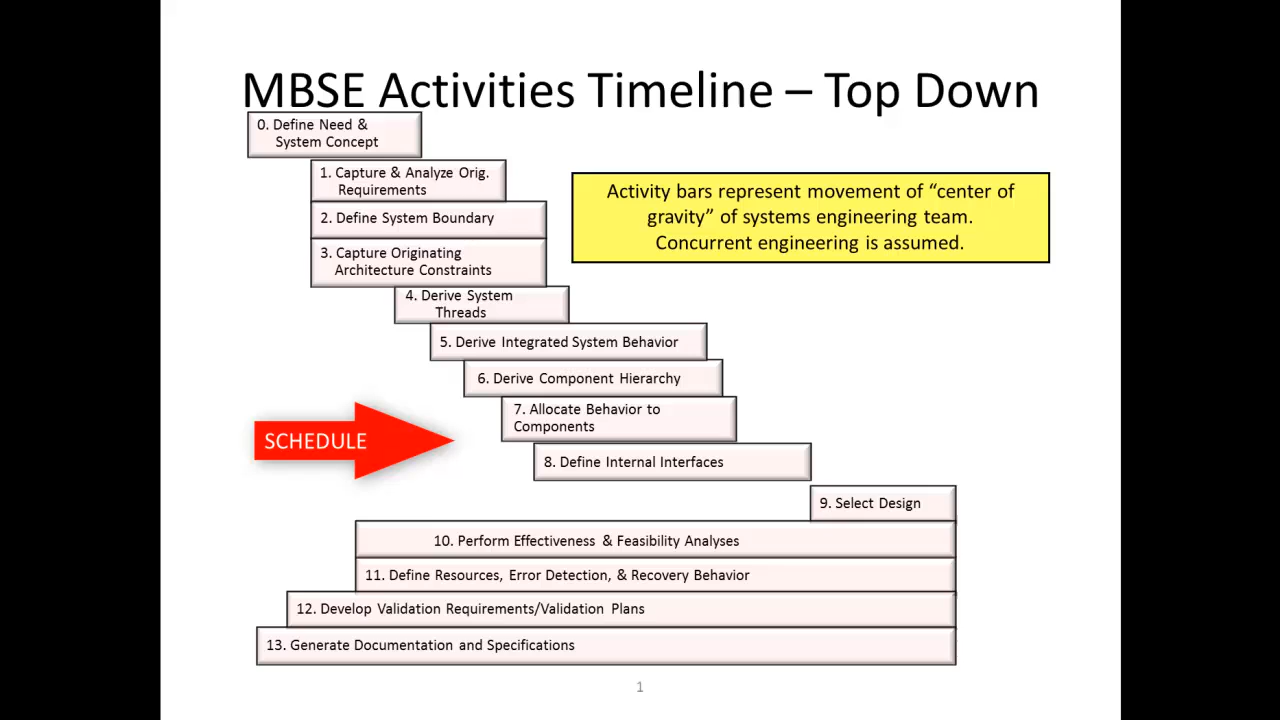 MBSE Activities Timeline – Top Down
0. Define Need &
System Concept
1. Capture & Analyze Orig.
Requirements
2. Define System Boundary
3. Capture Originating
Architecture Constraints
4. Derive System
Threads
5. Derive Integrated System Behavior
6. Derive Component Hierarchy
7. Allocate Behavior to
Components
8. Define Internal Interfaces
9. Select Design
10. Perform Effectiveness & Feasibility Analyses
11. Define Resources, Error Detection, & Recovery Behavior
12. Develop Validation Requirements/Validation Plans
13. Generate Documentation and Specifications
Activity bars represent movement of “center of
gravity” of systems engineering team.
Concurrent engineering is assumed.
SCHEDULE
1